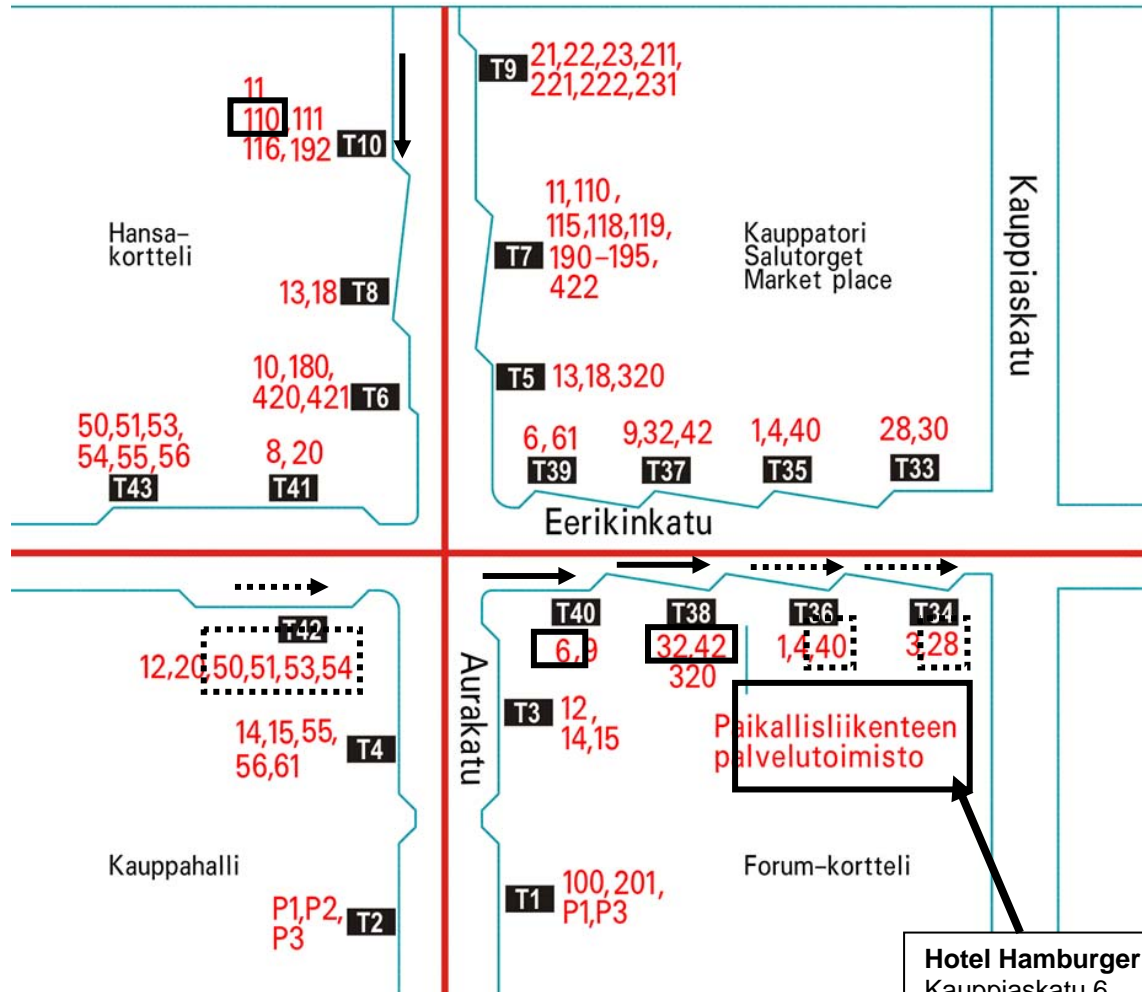 T9
21,22,23,211,
221,222,231
11
110,111
116,192
T10
Hansa-
kortteli
T7
11,110,
115,118,119,
190-195,
422
Kauppatori
Salutorget
Market place
Kauppiaskatu
13,18
T8
10,180,
420,421
T6
T5
13,18,320
50,51,53,
54,55,56
T43
8,20
T41
6,61
T39
9,32,42
T37
1,4,40
T35
28,30
T33
Eerikinkatu
T42
12,20,50,51,53,54
T40
6,9
T38
32,42
320
T36
1,4,40
T34
3,28
Aurakatu
14,15,55,
56,61
T4
T3
12,
14,15
Paikallisliikenteen
palvelutoimisto
Kauppahalli
Forum-kortteli
P1,P2,
P3
T2
T1
100,201,
P1,P3
Hotel Hamburger
Kauppiaskatu 6